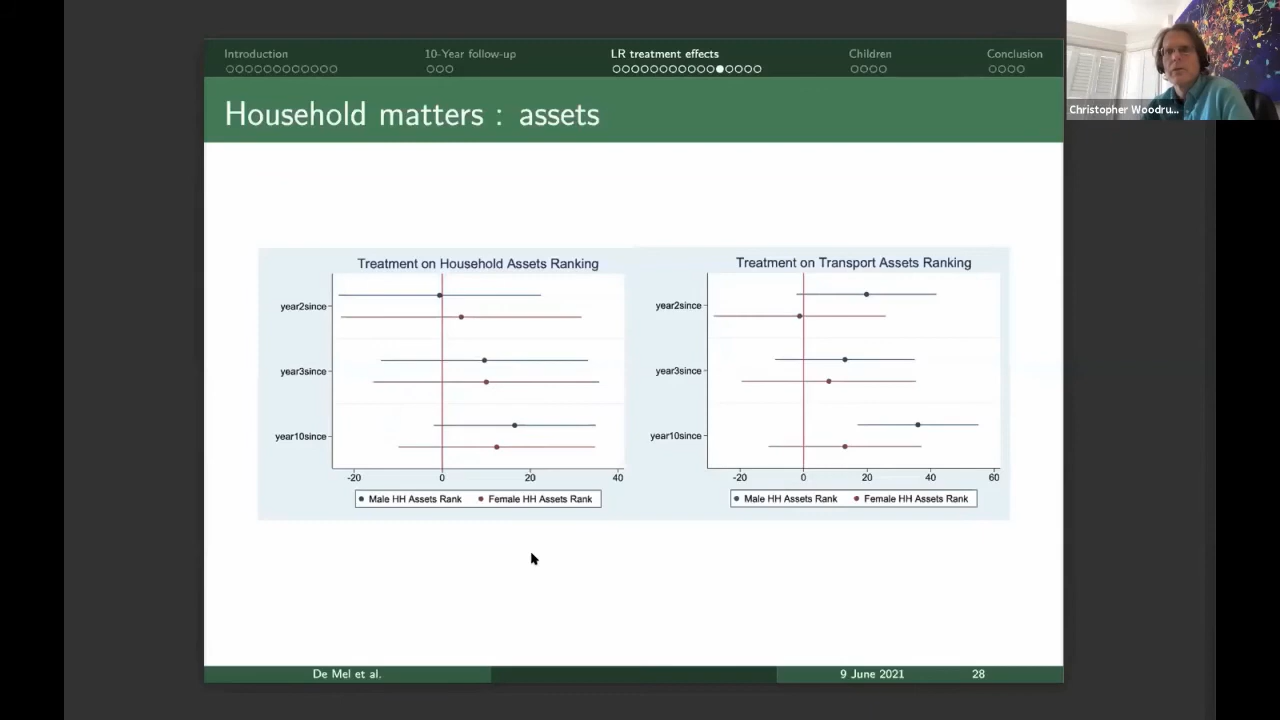 Introduction 10-Year follow-up LR treatment effects Children Conclusion
Christopher Woodru...
Household matters : assets
Treatment on Household Assets Ranking
year2since
year3since
year10since
-20 0 20 40
Male HH Assets Rank Female HH Assets Rank
Treatment on Transport Assets Ranking
year2since
year3since
year10since
-20 0 20 40 60
Male HH Assets Rank Female HH Assets Rank
De Mel et al. 9 June 2021 28